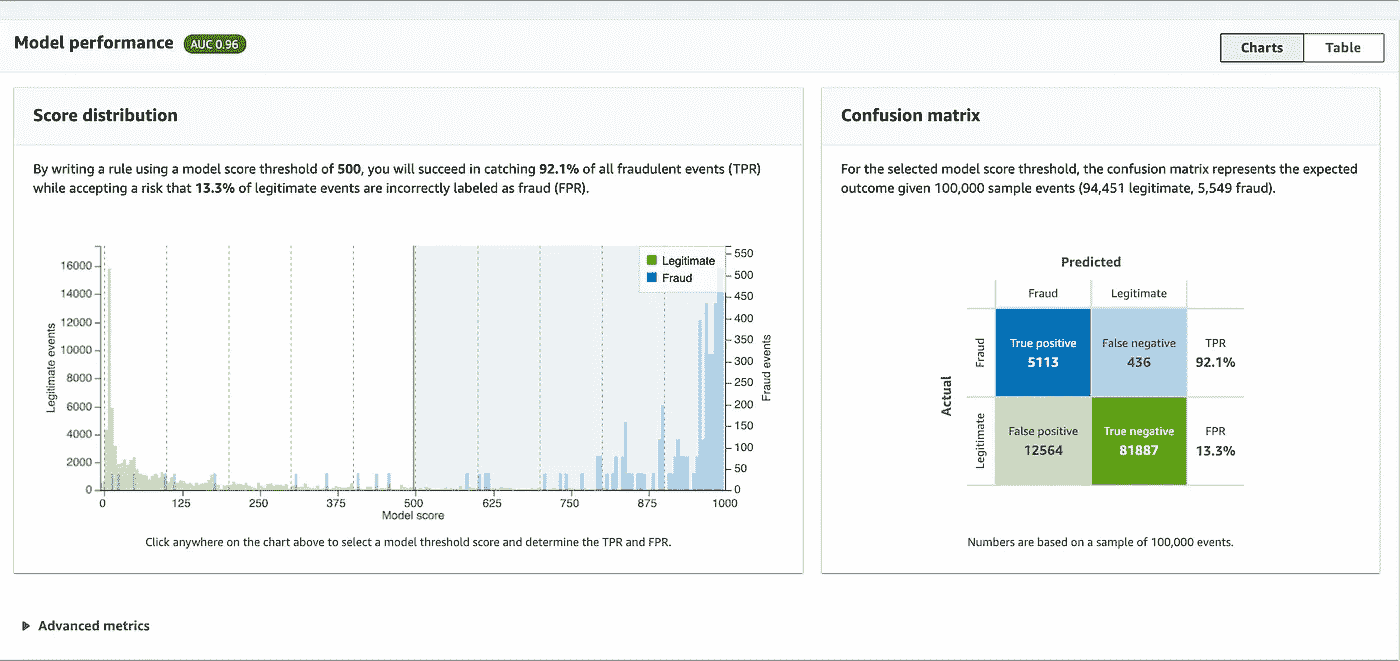 Model performance AUC 0.96
Charts Table
Score distribution
By writing a rule using a model score threshold of 500, you will succeed in catching 92.1% of all fraudulent events (TPR)
while accepting a risk that 13.3% of legitimate events are incorrectly labeled as fraud (FPR).
Legitimate
Fraud
Legitimate events
16000
14000
12000
10000
8000
6000
4000
2000
0
550
500
450
400
350
300
250
200
150
100
50
0
Fraud events
0 125 250 375 500 625 750 875 1000
Model score
Click anywhere on the chart above to select a model threshold score and determine the TPR and FPR.
Confusion matrix
For the selected model score threshold, the confusion matrix represents the expected
outcome given 100,000 sample events (94,451 legitimate, 5,549 fraud).
Predicted
Fraud Legitimate
Actual
Fraud
True positive
5113
False negative
436
TPR
92.1%
Legitimate
False positive
12564
True negative
81887
FPR
13.3%
Numbers are based on a sample of 100,000 events.
Advanced metrics